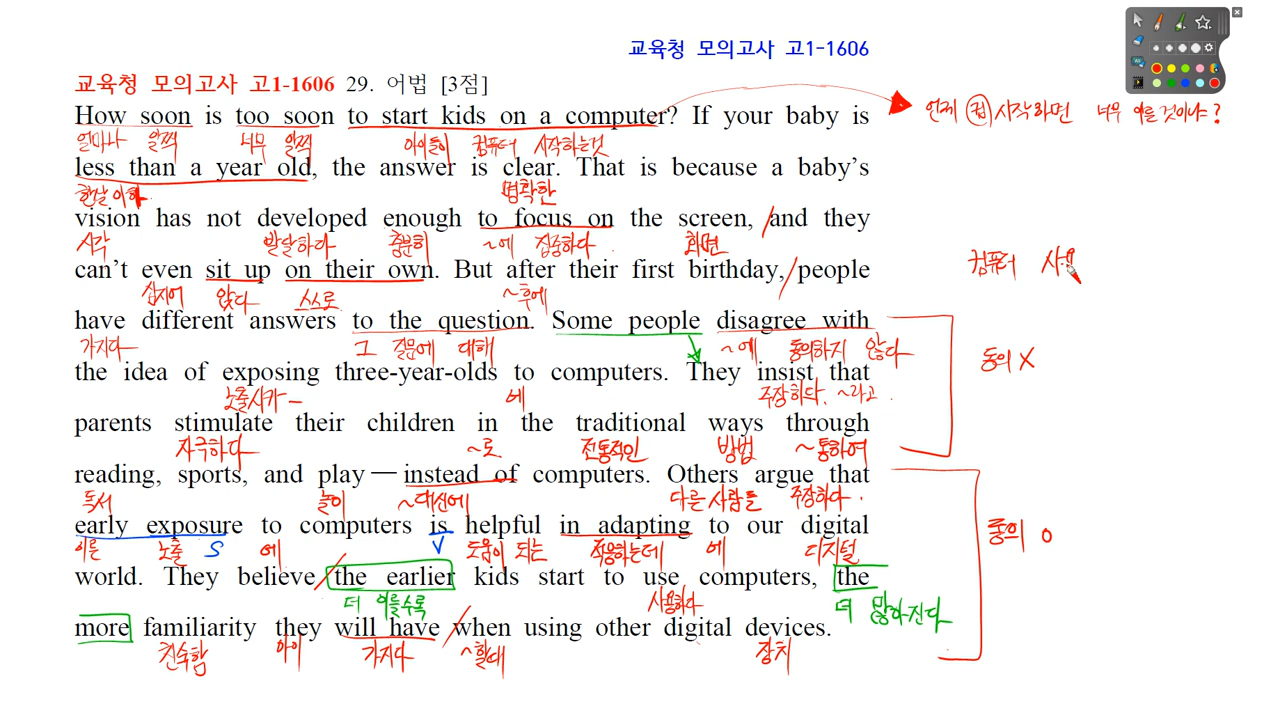 교육청 모의고사 고1-1606
교육청 모의고사 고1-1606 29. 어법 [3점]
How soon is too soon to start kids on a computer? If your baby is
언제 컴 시작하면 너무 이를 것이냐?
얼마나 일찍 너무 일찍 아이들이 컴퓨터 시작하는것
less than a year old, the answer is clear. That is because a baby's
명확한
vision has not developed enough to focus on the screen, / and they
시각 발달하다 충분히 ~에 집중하다 화면
can't even sit up on their own. But after their first birthday, / people
심지어 앉다 스스로 ~후에
컴퓨터
have different answers to the question. Some people disagree with
가지다 그 질문에 대해 ~에 동의하지 않다
동의 X
the idea of exposing three-year-olds to computers. They insist that
노출시키- 에 주장하다. ~라고
parents stimulate their children in the traditional ways through
자극하다 ~로 전통적인 방법 ~통하여
reading, sports, and play — instead of computers. Others argue that
독서 놀이 ~대신에 다른 사람들 주장하다.
early exposure to computers is helpful in adapting to our digital
이른 노출 S 에 V 도움이 되는 적응하는데 에 디지털
동의 O
world. They believe / the earlier kids start to use computers, the
더 이를수록 사용하다 더
more familiarity they will have / when using other digital devices.
친숙함 아이 가지다 ~할때 장치